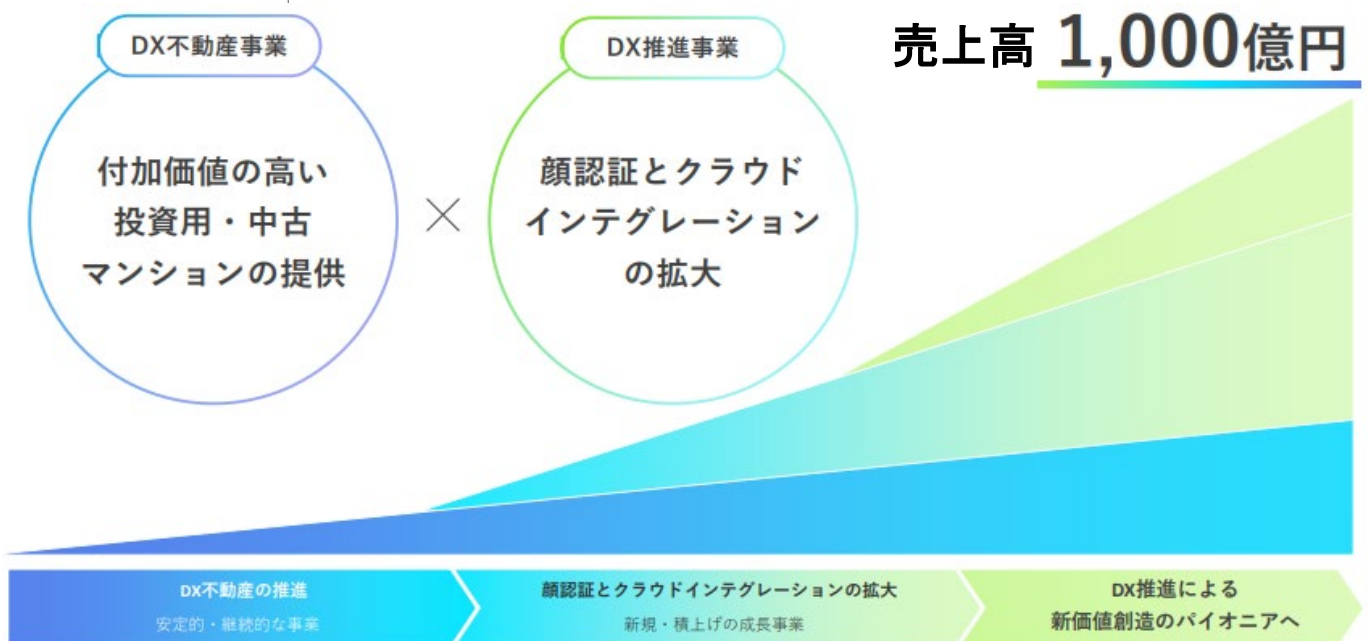 DX不動産事業
付加価値の高い
投資用・中古
マンションの提供
×
DX推進事業
顔認証とクラウド
インテグレーション
の拡大
売上高 1,000億円
DX不動産の推進
安定的・継続的な事業
顔認証とクラウドインテグレーションの拡大
新規・積上げの成長事業
DX推進による
新価値創造のパイオニアへ